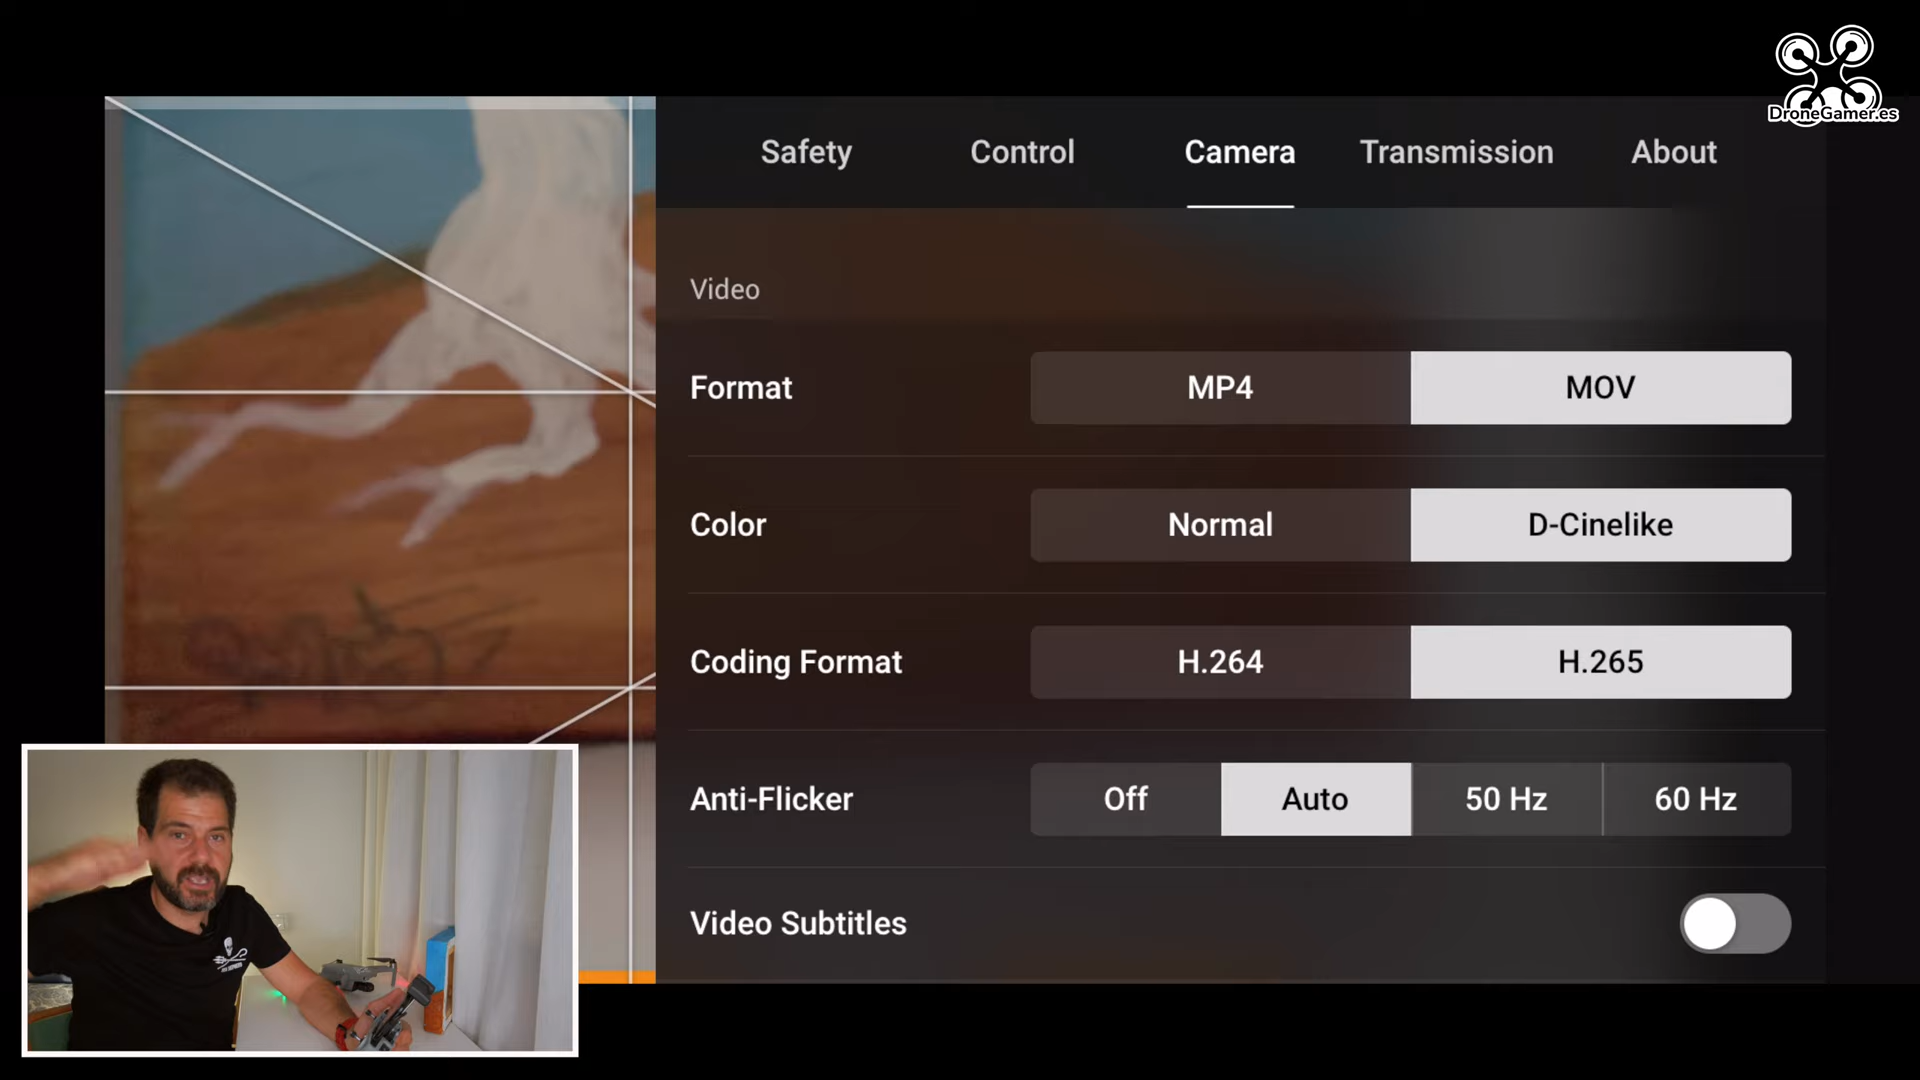 DroneGamer.es
Safety Control Camera Transmission About
Video
Format MP4 MOV
Color Normal D-Cinelike
Coding Format H.264 H.265
Anti-Flicker Off Auto 50 Hz 60 Hz
Video Subtitles